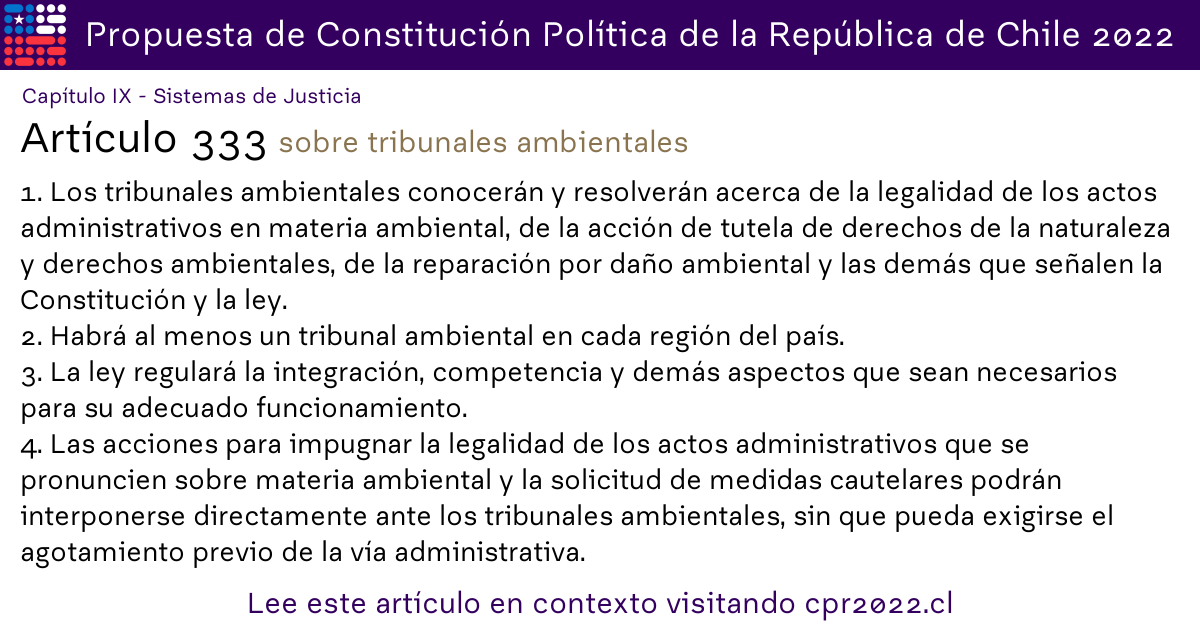 Propuesta de Constitución Política de la República de Chile 2022
Capítulo IX - Sistemas de Justicia
Artículo 333 sobre tribunales ambientales
1. Los tribunales ambientales conocerán y resolverán acerca de la legalidad de los actos
administrativos en materia ambiental, de la acción de tutela de derechos de la naturaleza
y derechos ambientales, de la reparación por daño ambiental y las demás que señalen la
Constitución y la ley.
2. Habrá al menos un tribunal ambiental en cada región del país.
3. La ley regulará la integración, competencia y demás aspectos que sean necesarios
para su adecuado funcionamiento.
4. Las acciones para impugnar la legalidad de los actos administrativos que se
pronuncien sobre materia ambiental y la solicitud de medidas cautelares podrán
interponerse directamente ante los tribunales ambientales, sin que pueda exigirse el
agotamiento previo de la vía administrativa.
Lee este artículo en contexto visitando cpr2022.cl